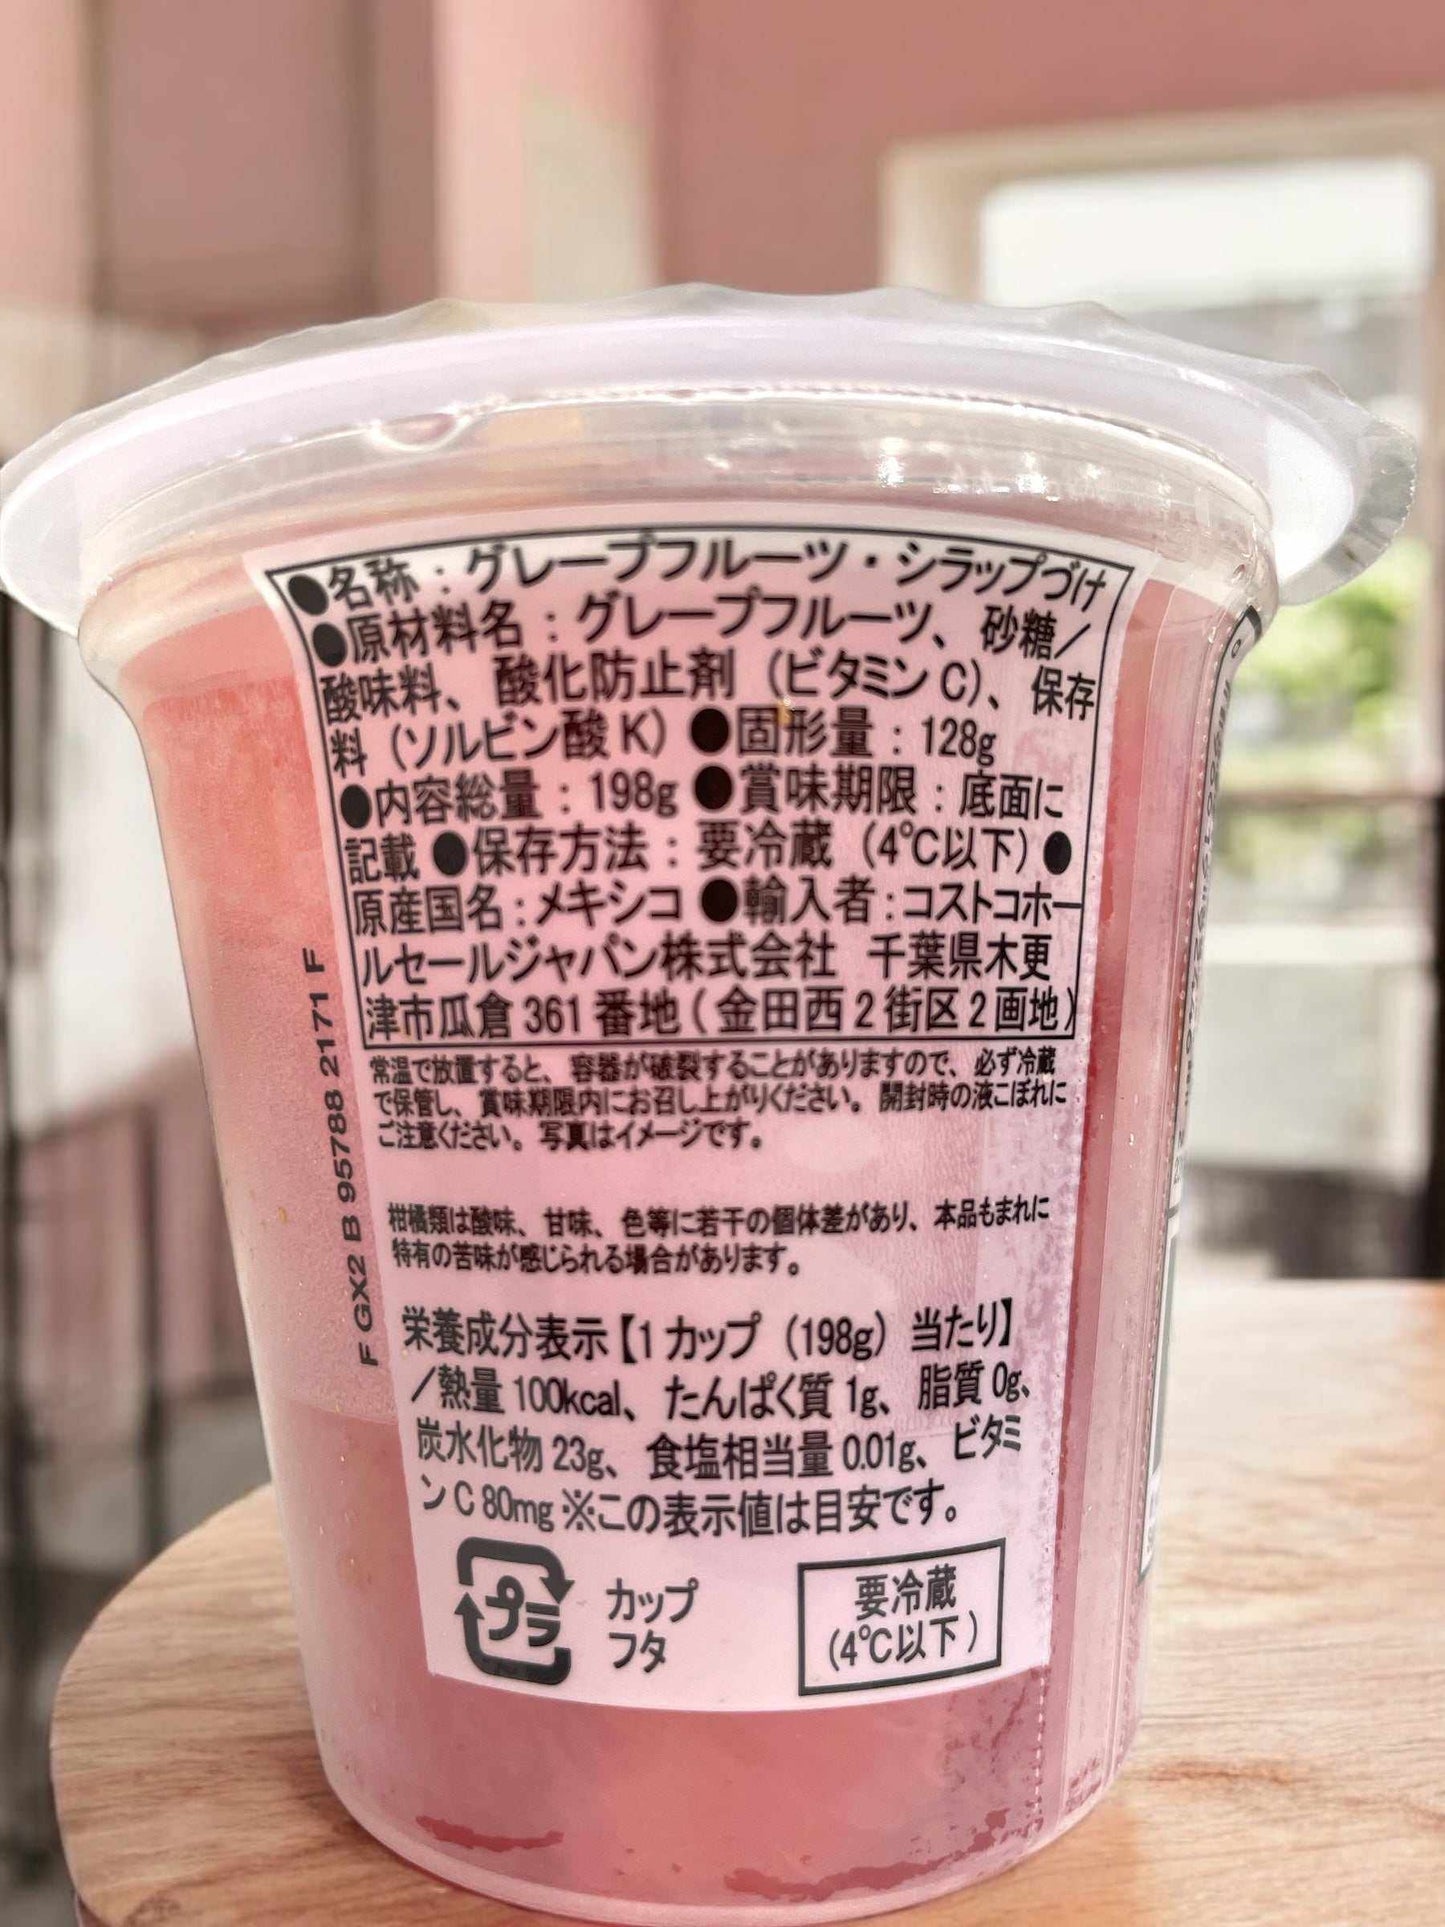 ●名称：グレープフルーツ・シラップづけ
●原材料名：グレープフルーツ、砂糖／
酸味料、酸化防止剤（ビタミンC）、保存
料（ソルビン酸K）●固形量：128g
●内容総量：198g ●賞味期限：底面に
記載 ●保存方法：要冷蔵（4℃以下）●
原産国名：メキシコ ●輸入者：コストコホー
ルセールジャパン株式会社 千葉県木更
津市瓜倉361番地(金田西2街区2画地)
常温で放置すると、容器が破裂することがありますので、必ず冷蔵
で保管し、賞味期限内にお召し上がりください。開封時の液こぼれに
ご注意ください。写真はイメージです。
柑橘類は酸味、甘味、色等に若干の個体差があり、本品もまれに
特有の苦味が感じられる場合があります。
栄養成分表示【1カップ（198g）当たり】
／熱量100kcal、たんぱく質1g、脂質0g、
炭水化物23g、食塩相当量0.01g、ビタミ
ンC 80mg ※この表示値は目安です。
プラ
カップ
フタ
要冷蔵
(4℃以下)
F GX2 B 95788 2171 F